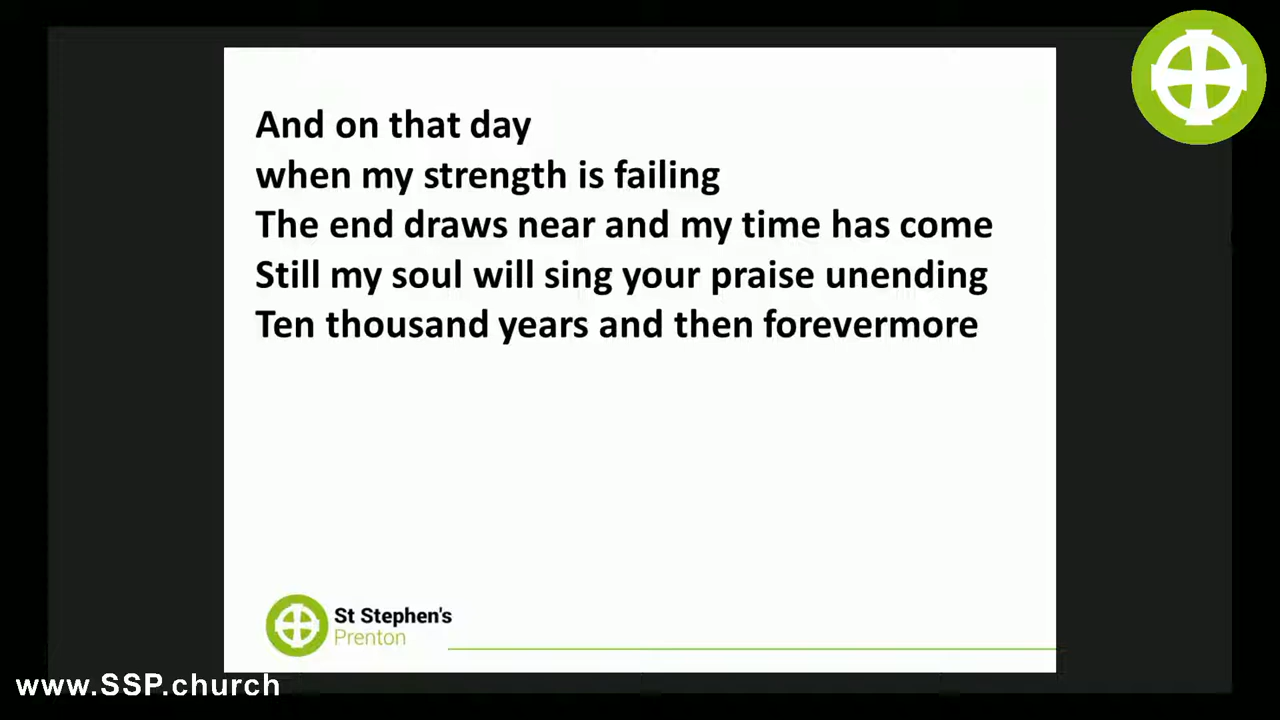 And on that day
when my strength is failing
The end draws near and my time has come
Still my soul will sing your praise unending
Ten thousand years and then forevermore
St Stephen's
Prenton
www.SSP.church